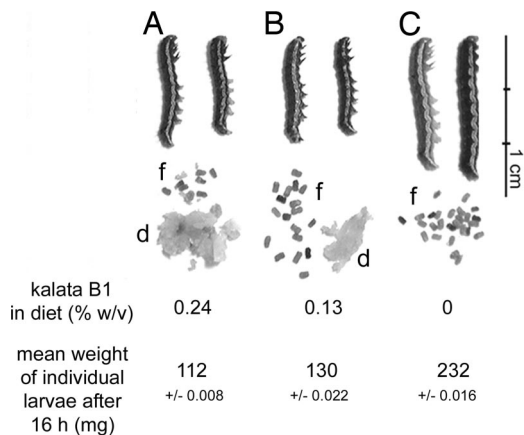 A B C
1 cm
f f f
d d
kalata B1
in diet (% w/v) 0.24 0.13 0
mean weight
of individual 112 130 232
larvae after +/- 0.008 +/- 0.022 +/- 0.016
16 h (mg)